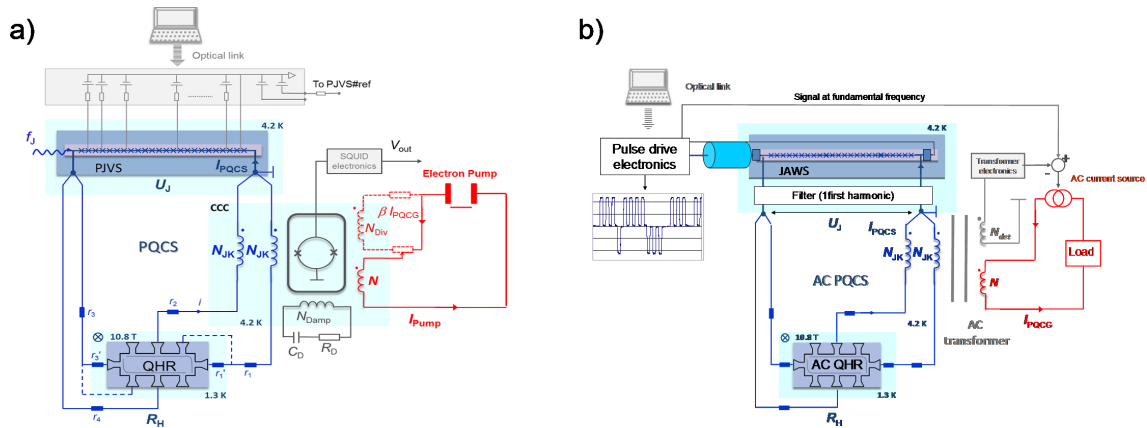 a)
Optical link
To PJVS#ref
4.2 K
f_J
PJVS
I_PQCS
U_J
SQUID
electronics
V_out
Electron Pump
CCC
β I_PQCG
N_Div
PQCS
N_JK
N_JK
N
r_2
i
I_Pump
N_Damp
r_3
4.2 K
C_D
R_D
10.8 T
r_3'
QHR
r_1'
r_1
1.3 K
r_4
R_H
b)
Optical link
Signal at fundamental frequency
4.2 K
Pulse drive
electronics
JAWS
Transformer
electronics
+
−
AC current source
Filter (1first harmonic)
U_J
I_PQCS
N_det
N_JK
N_JK
Load
N
AC PQCS
I_PQCG
4.2 K
AC
transformer
AC QHR
1.3 K
R_H